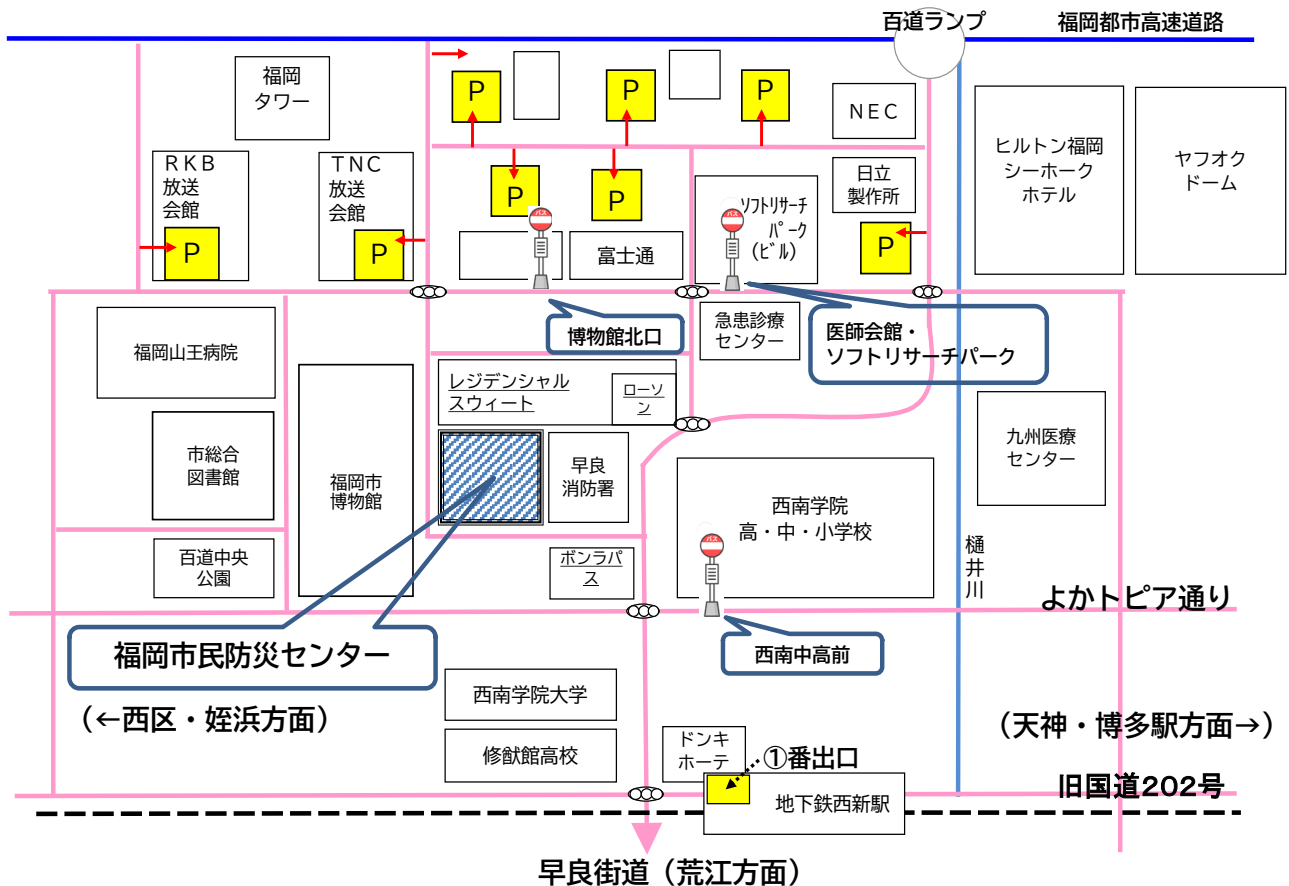 百道ランプ
福岡都市高速道路
福岡
タワー
P
P
P
NEC
ヒルトン福岡
シーホーク
ホテル
ヤフオク
ドーム
RKB
放送
会館
P
TNC
放送
会館
P
P
P
バス
ソフトリサーチ
パーク
(ビル)
バス
日立
製作所
P
富士通
福岡山王病院
博物館北口
急患診療
センター
医師会館・
ソフトリサーチパーク
レジデンシャル
スウィート
ローソ
ン
市総合
図書館
福岡市
博物館
早良
消防署
西南学院
高・中・小学校
九州医療
センター
百道中央
公園
ボンラパ
ス
バス
樋井川
よかトピア通り
福岡市民防災センター
西南中高前
(←西区・姪浜方面)
西南学院大学
(天神・博多駅方面→)
修猷館高校
ドンキ
ホーテ
①番出口
地下鉄西新駅
旧国道202号
早良街道(荒江方面)